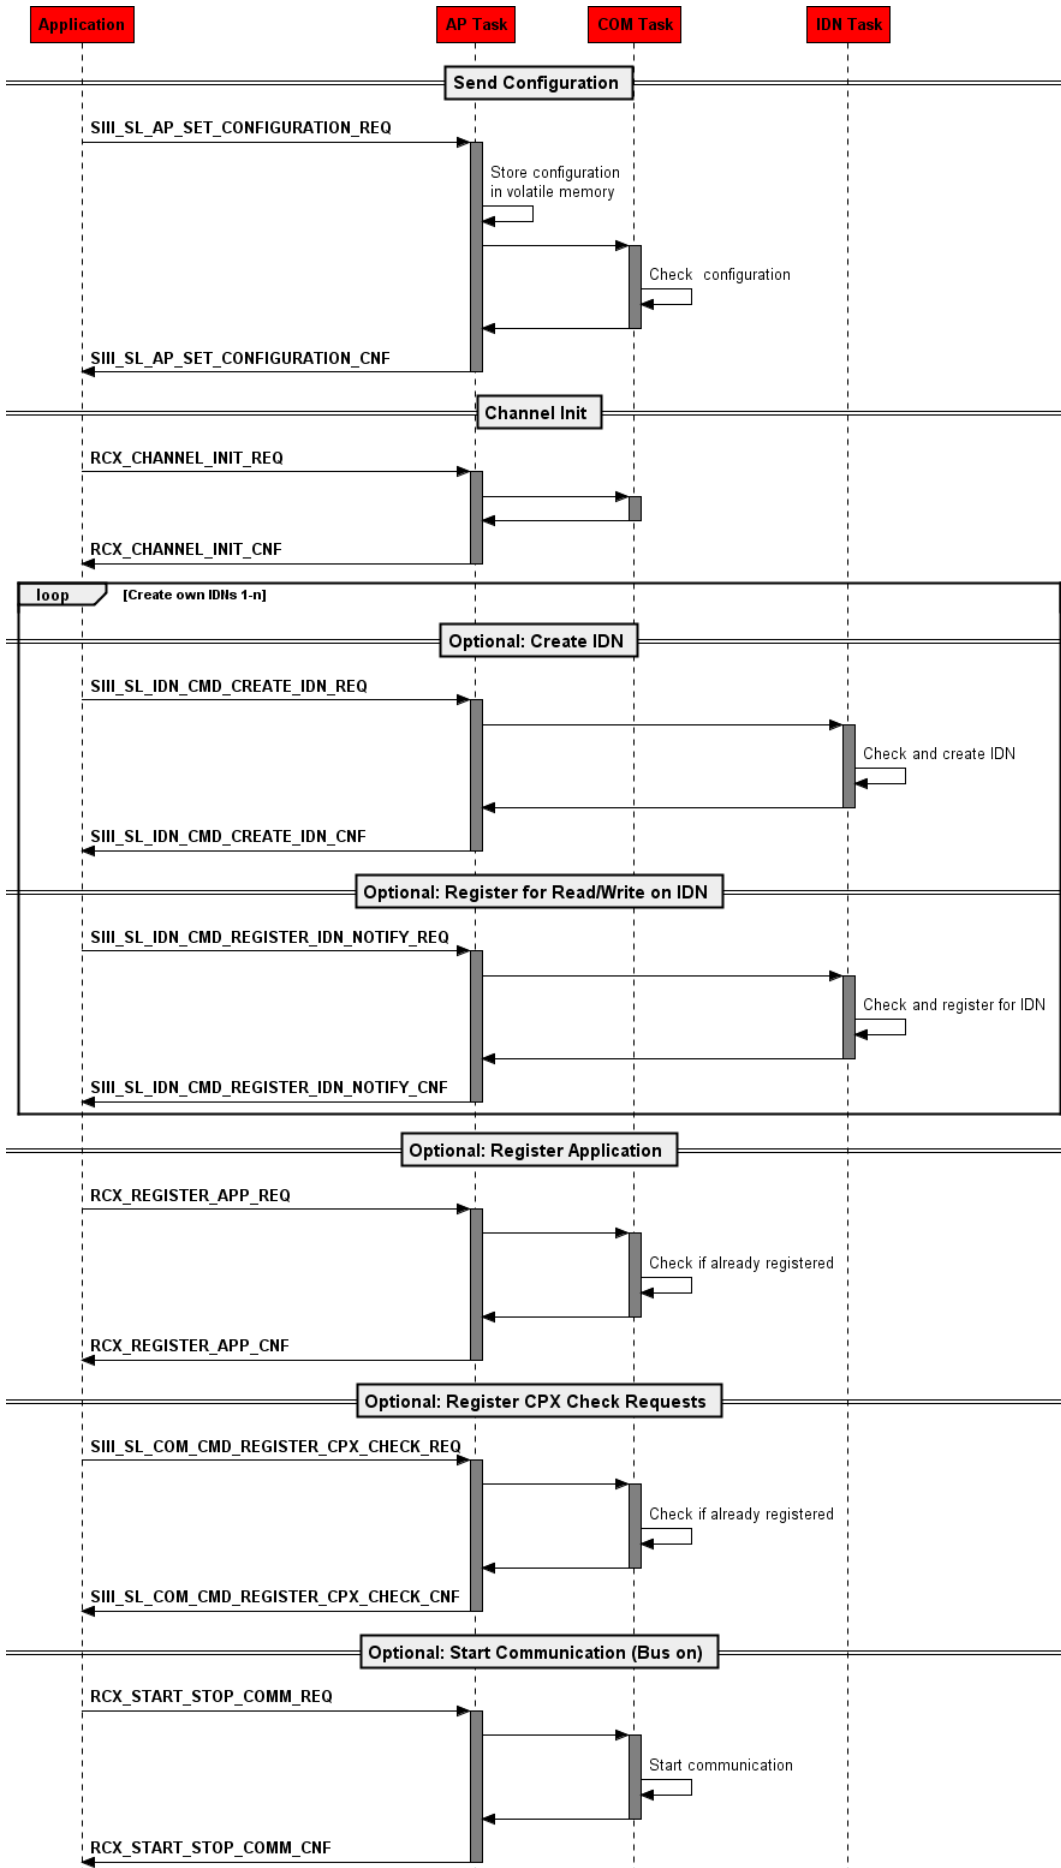 Application
AP Task
COM Task
IDN Task
Send Configuration
SIII_SL_AP_SET_CONFIGURATION_REQ
Store configuration
in volatile memory
Check configuration
SIII_SL_AP_SET_CONFIGURATION_CNF
Channel Init
RCX_CHANNEL_INIT_REQ
RCX_CHANNEL_INIT_CNF
loop
[Create own IDNs 1-n]
Optional: Create IDN
SIII_SL_IDN_CMD_CREATE_IDN_REQ
Check and create IDN
SIII_SL_IDN_CMD_CREATE_IDN_CNF
Optional: Register for Read/Write on IDN
SIII_SL_IDN_CMD_REGISTER_IDN_NOTIFY_REQ
Check and register for IDN
SIII_SL_IDN_CMD_REGISTER_IDN_NOTIFY_CNF
Optional: Register Application
RCX_REGISTER_APP_REQ
Check if already registered
RCX_REGISTER_APP_CNF
Optional: Register CPX Check Requests
SIII_SL_COM_CMD_REGISTER_CPX_CHECK_REQ
Check if already registered
SIII_SL_COM_CMD_REGISTER_CPX_CHECK_CNF
Optional: Start Communication (Bus on)
RCX_START_STOP_COMM_REQ
Start communication
RCX_START_STOP_COMM_CNF